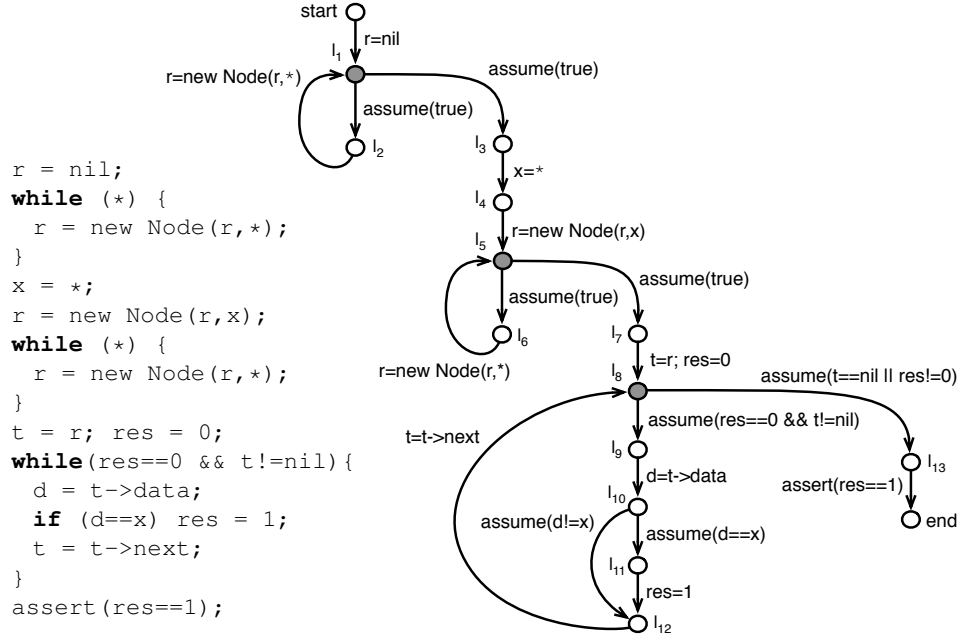 start
r=nil
l1
r=new Node(r,*)
assume(true)
assume(true)
l2
l3
x=*
l4
r=new Node(r,x)
l5
assume(true)
assume(true)
l6
l7
r=new Node(r,*)
t=r; res=0
l8
assume(t==nil || res!=0)
assume(res==0 && t!=nil)
t=t->next
l9
l13
d=t->data
assert(res==1)
l10
end
assume(d!=x)
assume(d==x)
l11
res=1
l12
r = nil;
while (*) {
r = new Node(r,*);
}
x = *;
r = new Node(r,x);
while (*) {
r = new Node(r,*);
}
t = r; res = 0;
while(res==0 && t!=nil){
d = t->data;
if (d==x) res = 1;
t = t->next;
}
assert(res==1);